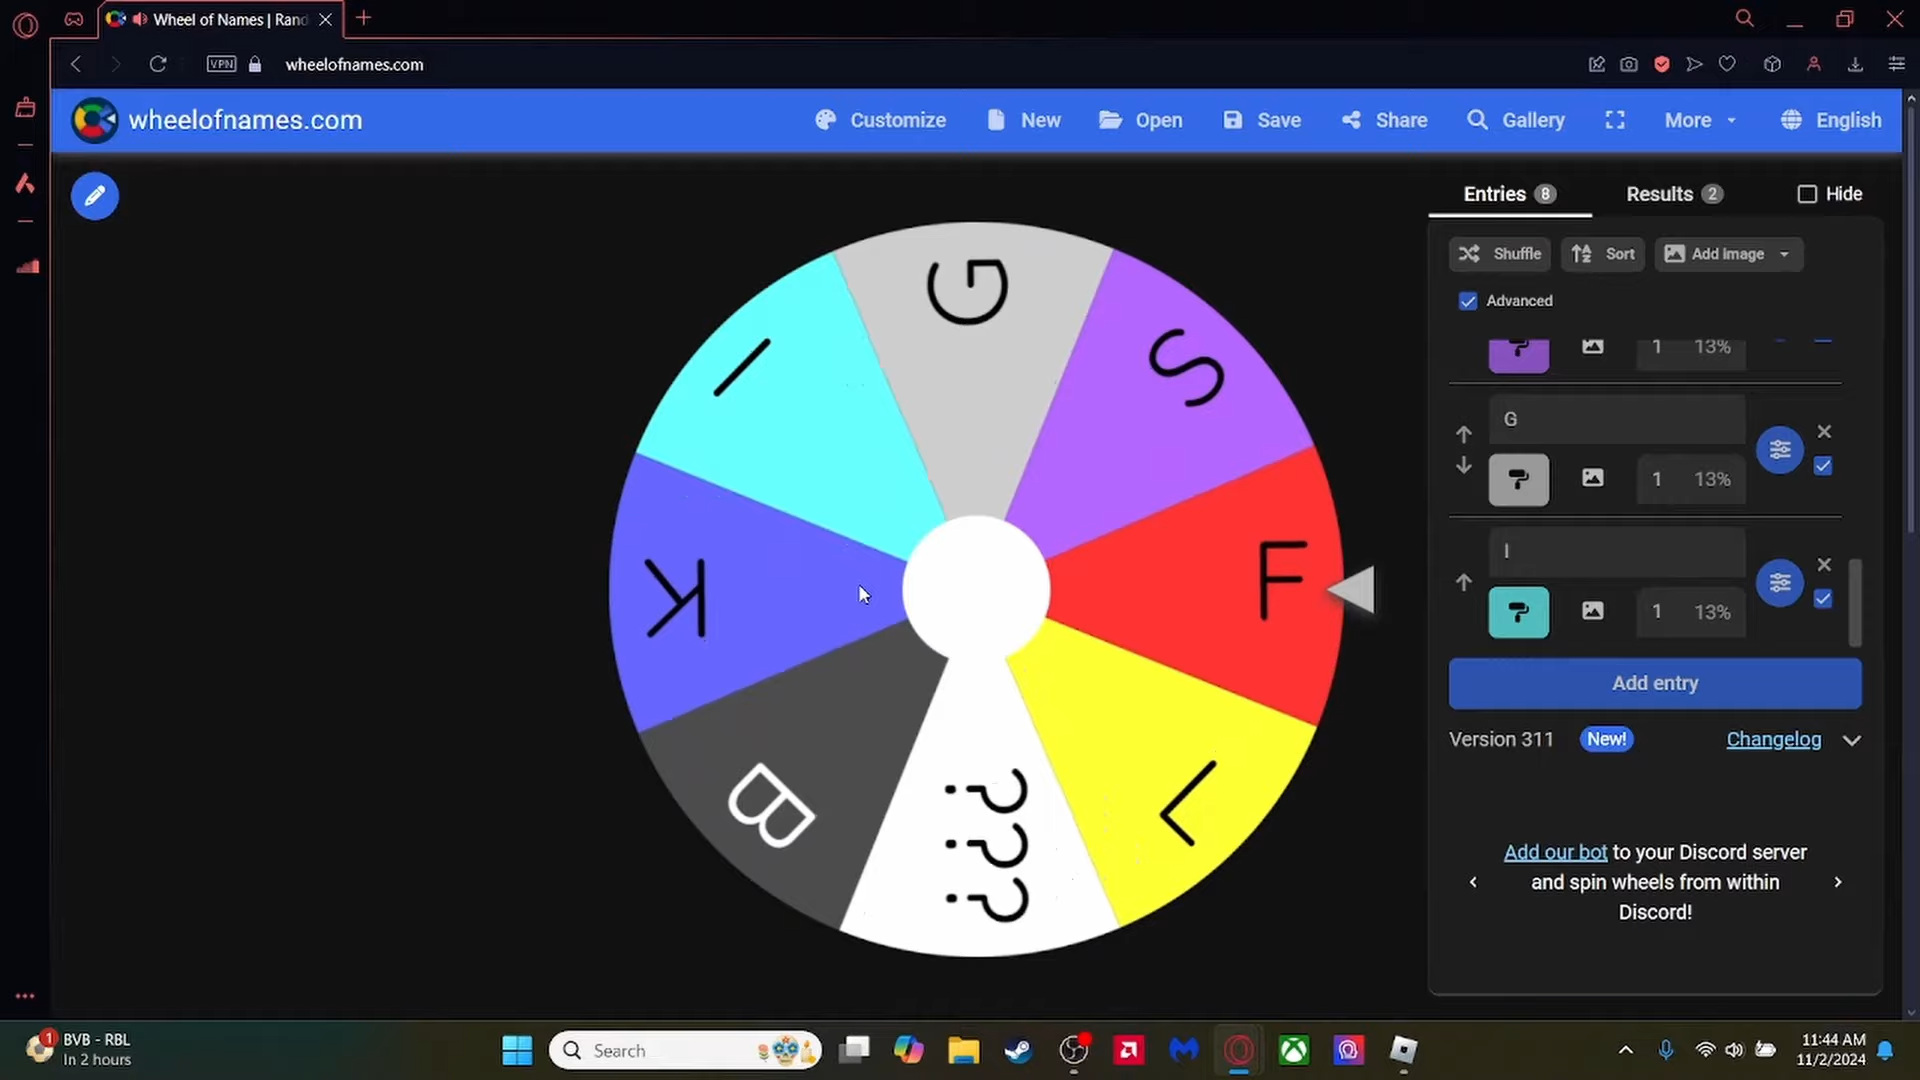 Wheel of Names | Rand
VPN
wheelofnames.com
wheelofnames.com
Customize
New
Open
Save
Share
Gallery
More
English
Entries 8
Results 2
Hide
Shuffle
Sort
Add image
Advanced
1 13%
G
1 13%
I
1 13%
Add entry
Version 311
New!
Changelog
Add our bot to your Discord server
and spin wheels from within
Discord!
G
S
F
L
???
B
K
I
1
BVB - RBL
In 2 hours
Search
11:44 AM
11/2/2024